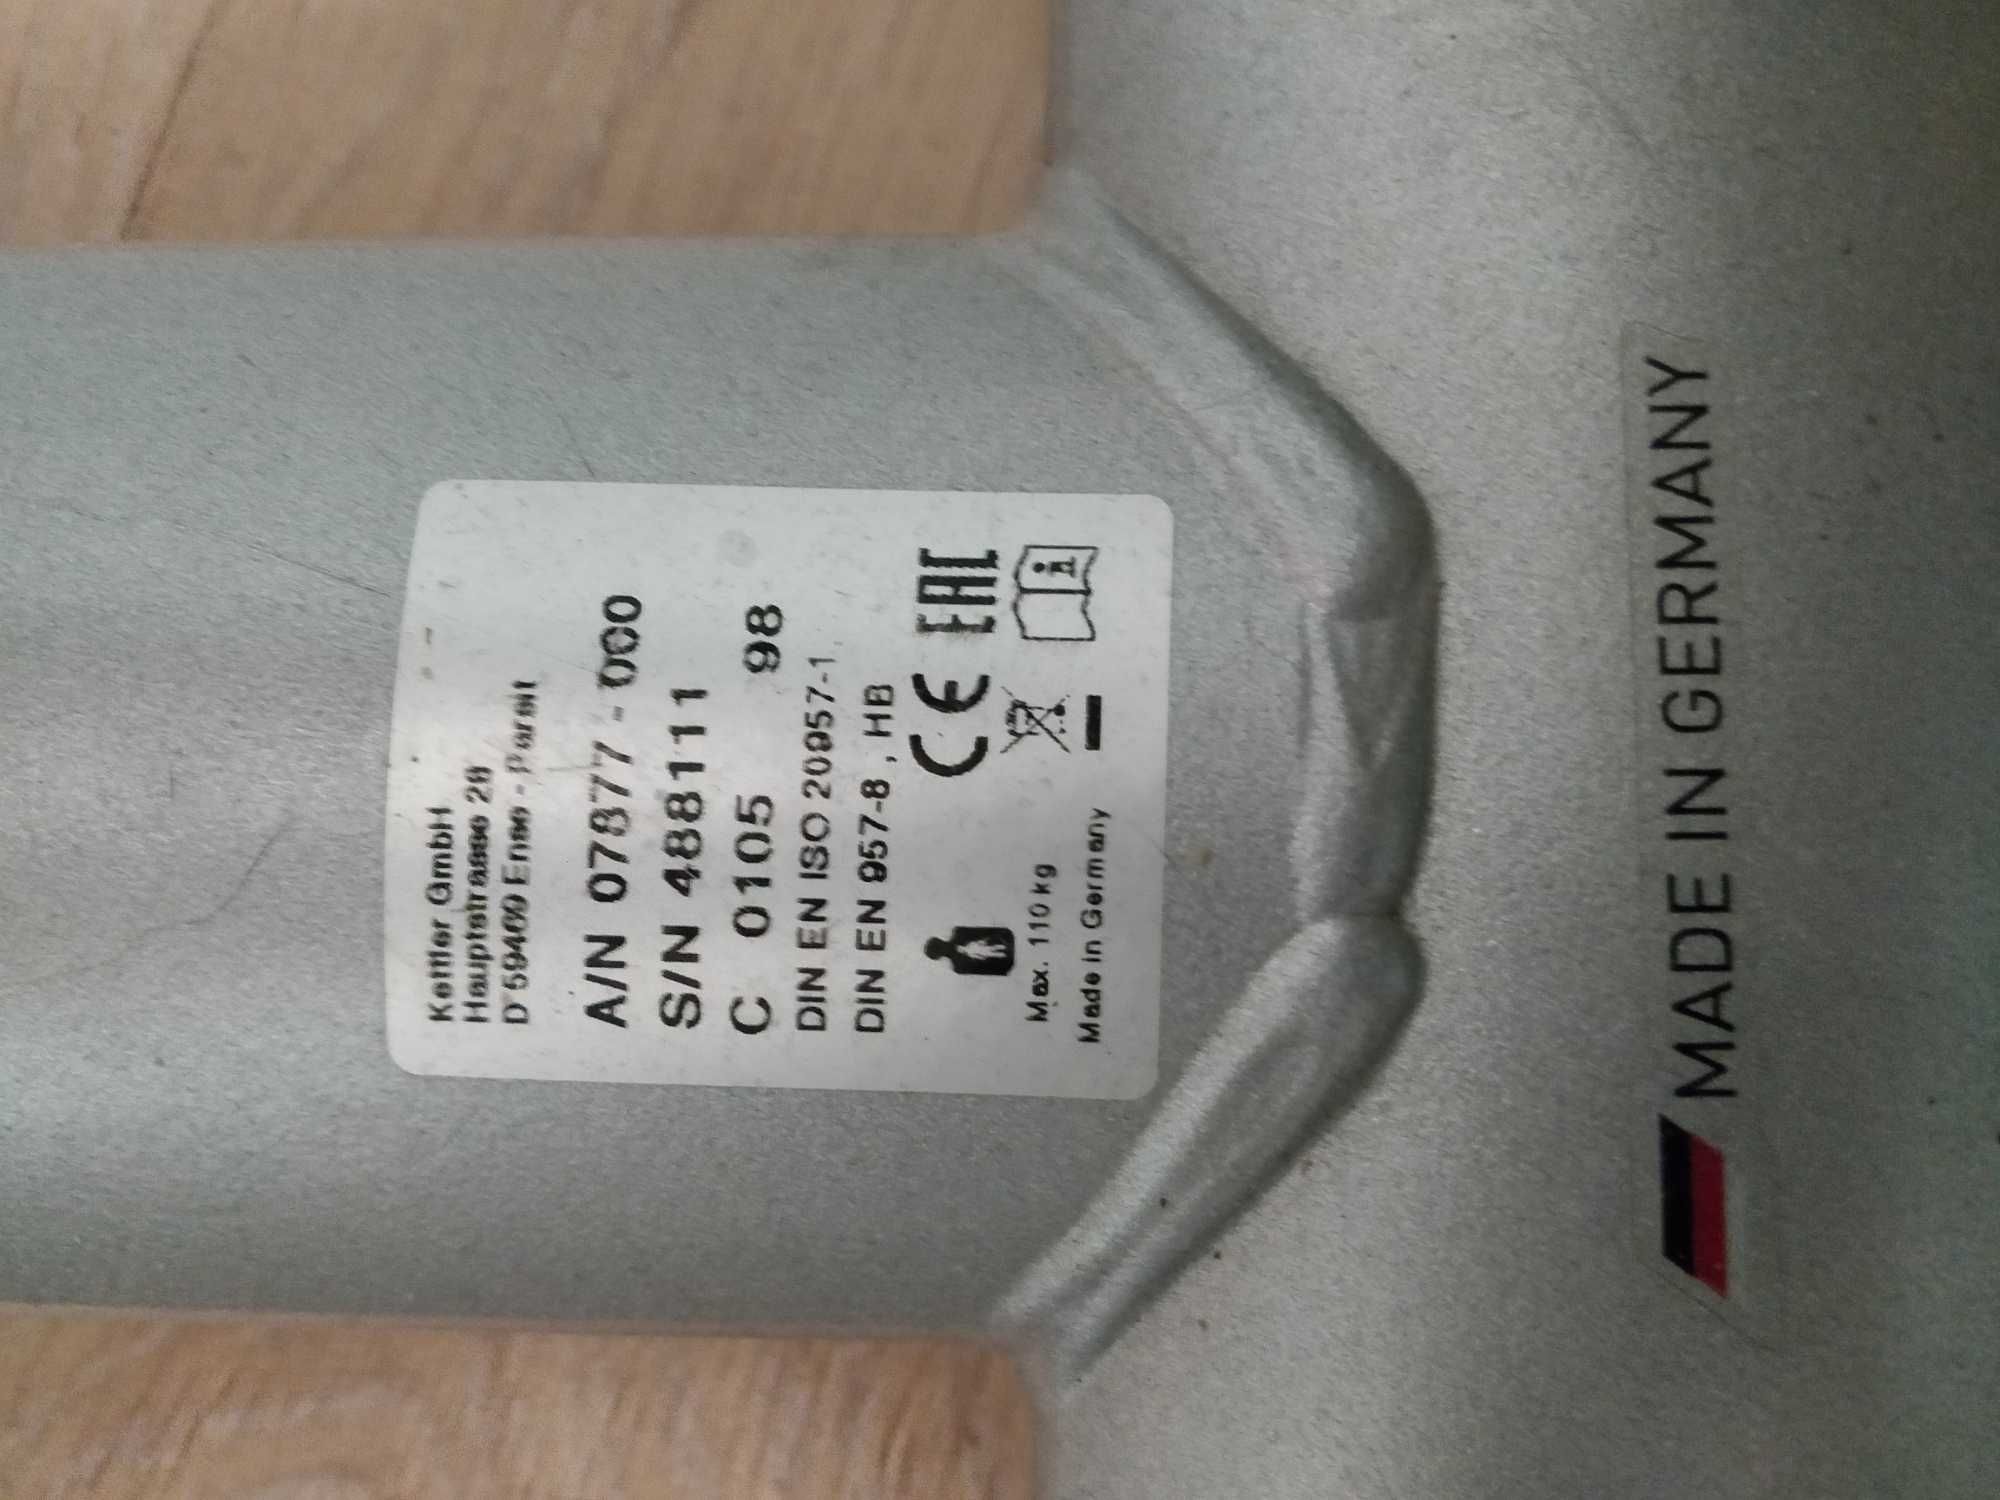 Kettler GmbH
Hauptstrasse 28
D 59469 Ense - Parsit
A/N 07877 - 000
S/N 488111
C 0105 98
DIN EN ISO 20957-1,
DIN EN 957-8 , HB
CE EAC
Max. 110 kg
Made in Germany
MADE IN GERMANY